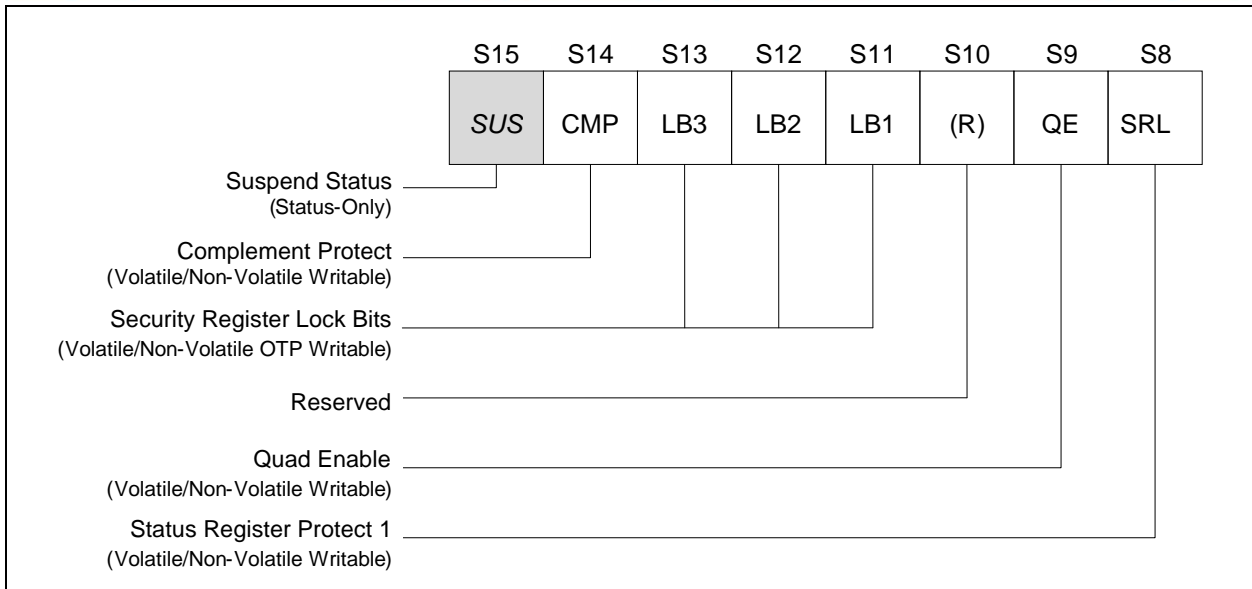 S15 S14 S13 S12 S11 S10 S9 S8
SUS CMP LB3 LB2 LB1 (R) QE SRL
Suspend Status
(Status-Only)
Complement Protect
(Volatile/Non-Volatile Writable)
Security Register Lock Bits
(Volatile/Non-Volatile OTP Writable)
Reserved
Quad Enable
(Volatile/Non-Volatile Writable)
Status Register Protect 1
(Volatile/Non-Volatile Writable)